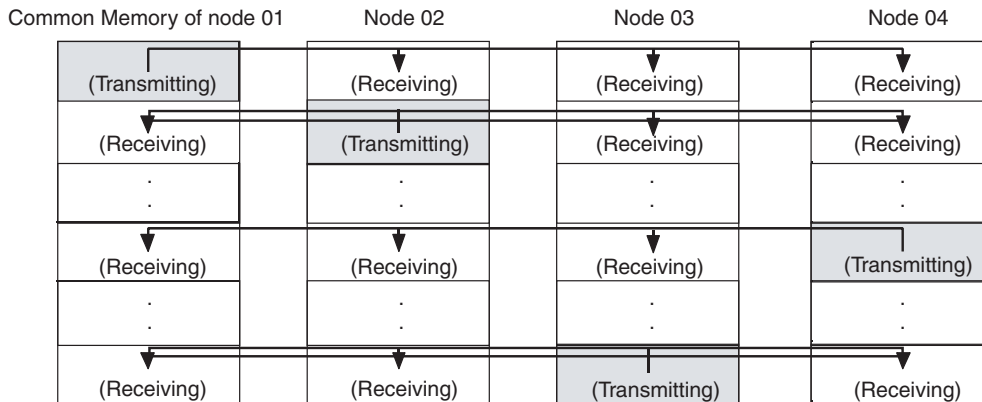 Common Memory of node 01 Node 02 Node 03 Node 04
(Transmitting) (Receiving) (Receiving) (Receiving)
(Receiving) (Transmitting) (Receiving) (Receiving)
. . . .
. . . .
(Receiving) (Receiving) (Receiving) (Transmitting)
. . . .
. . . .
(Receiving) (Receiving) (Transmitting) (Receiving)